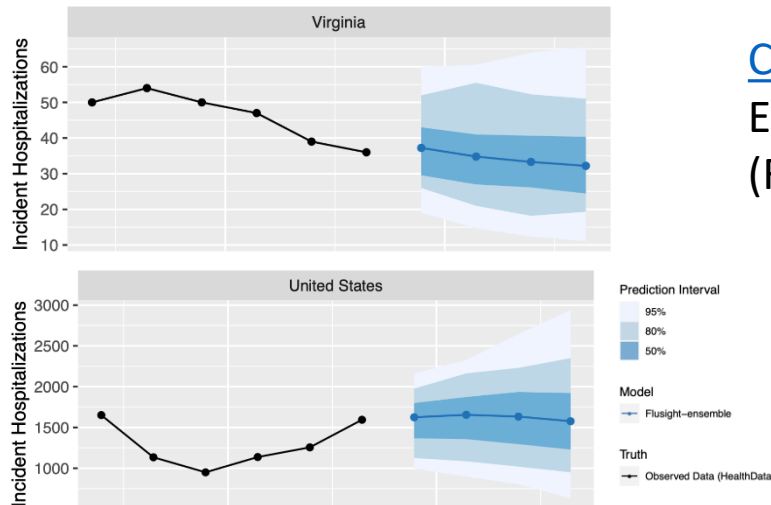 Virginia
Incident Hospitalizations
60
50
40
30
20
10
United States
Incident Hospitalizations
3000
2500
2000
1500
1000
Prediction Interval
95%
80%
50%
Model
Flusight-ensemble
Truth
Observed Data (HealthData